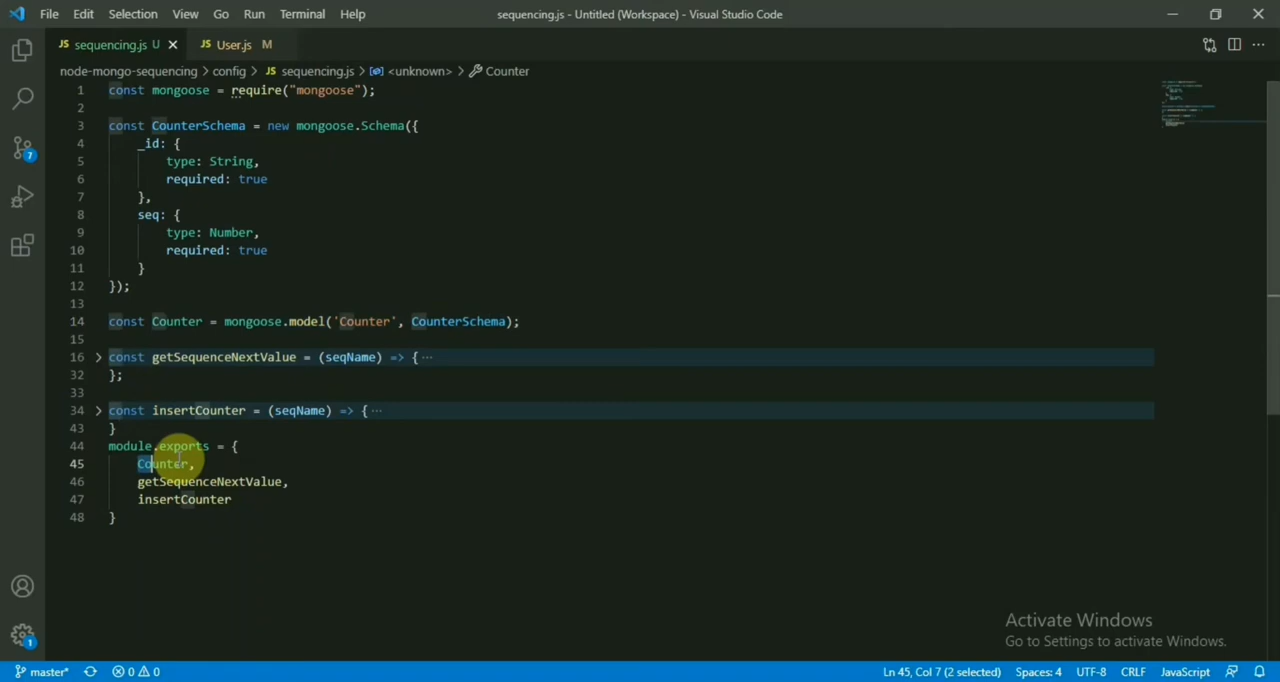 File Edit Selection View Go Run Terminal Help sequencing.js - Untitled (Workspace) - Visual Studio Code
JS sequencing.js U JS User.js M
node-mongo-sequencing > config > JS sequencing.js > <unknown> > Counter
1 const mongoose = require("mongoose");
2
3 const CounterSchema = new mongoose.Schema({
4 _id: {
5 type: String,
6 required: true
7 },
8 seq: {
9 type: Number,
10 required: true
11 }
12 });
13
14 const Counter = mongoose.model('Counter', CounterSchema);
15
16 const getSequenceNextValue = (seqName) => { ...
32 };
33
34 const insertCounter = (seqName) => { ...
43 }
44 module.exports = {
45 Counter,
46 getSequenceNextValue,
47 insertCounter
48 }
7
1
Activate Windows
Go to Settings to activate Windows.
master* 0 0 Ln 45, Col 7 (2 selected) Spaces: 4 UTF-8 CRLF JavaScript